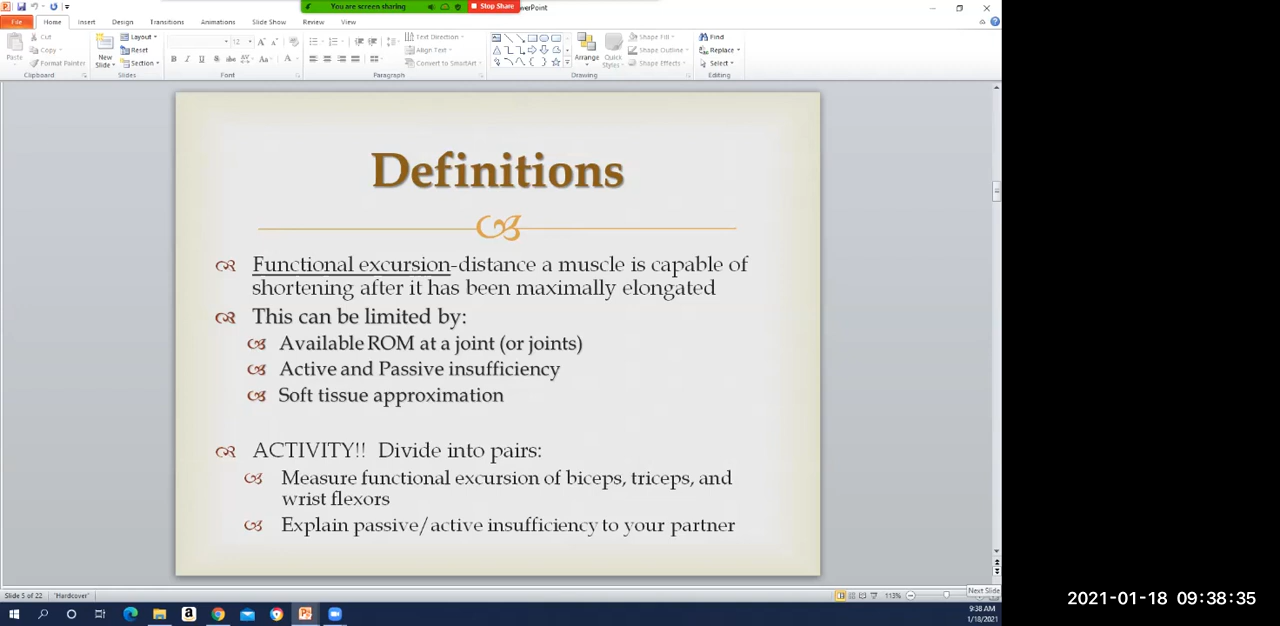 You are screen sharing
Stop Share
PowerPoint
File Home Insert Design Transitions Animations Slide Show Review View
Cut Layout 12 Text Direction Shape Fill Find
Copy Reset Align Text Shape Outline Replace
Paste Format Painter New Slide Section Convert to SmartArt Arrange Quick Styles Shape Effects Select
Clipboard Slides Font Paragraph Drawing Editing
Definitions
Functional excursion-distance a muscle is capable of
shortening after it has been maximally elongated
This can be limited by:
Available ROM at a joint (or joints)
Active and Passive insufficiency
Soft tissue approximation
ACTIVITY!! Divide into pairs:
Measure functional excursion of biceps, triceps, and
wrist flexors
Explain passive/active insufficiency to your partner
Slide 5 of 22 "Hardcover" 113% Next Slide
9:38 AM
1/18/2021
2021-01-18 09:38:35